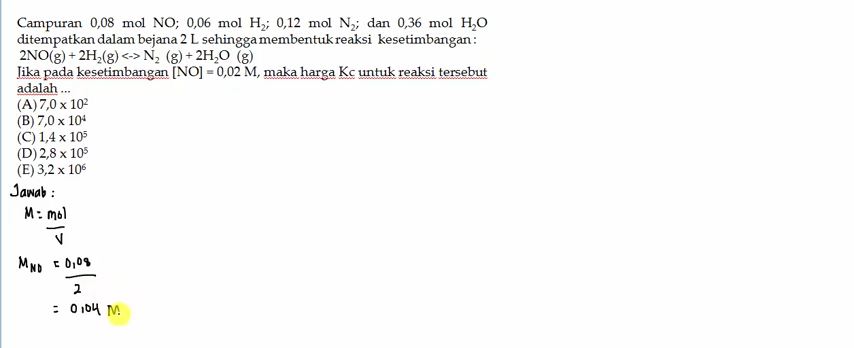 Campuran 0,08 mol NO; 0,06 mol H₂; 0,12 mol N₂; dan 0,36 mol H₂O
ditempatkan dalam bejana 2 L sehingga membentuk reaksi kesetimbangan:
2NO(g) + 2H₂(g) <-> N₂ (g) + 2H₂O (g)
Jika pada kesetimbangan [NO] = 0,02 M, maka harga Kc untuk reaksi tersebut
adalah ...
(A) 7,0 x 10²
(B) 7,0 x 10⁴
(C) 1,4 x 10⁵
(D) 2,8 x 10⁵
(E) 3,2 x 10⁶
Jawab :
M = mol
V
M NO = 0,08
2
= 0,04 M